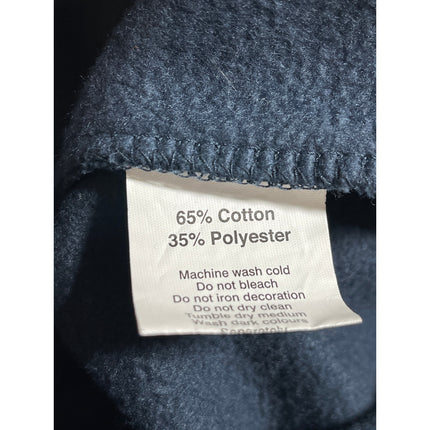 65% Cotton
35% Polyester
Machine wash cold
Do not bleach
Do not iron decoration
Do not dry clean
Tumble dry medium
Wash dark colours
Separately